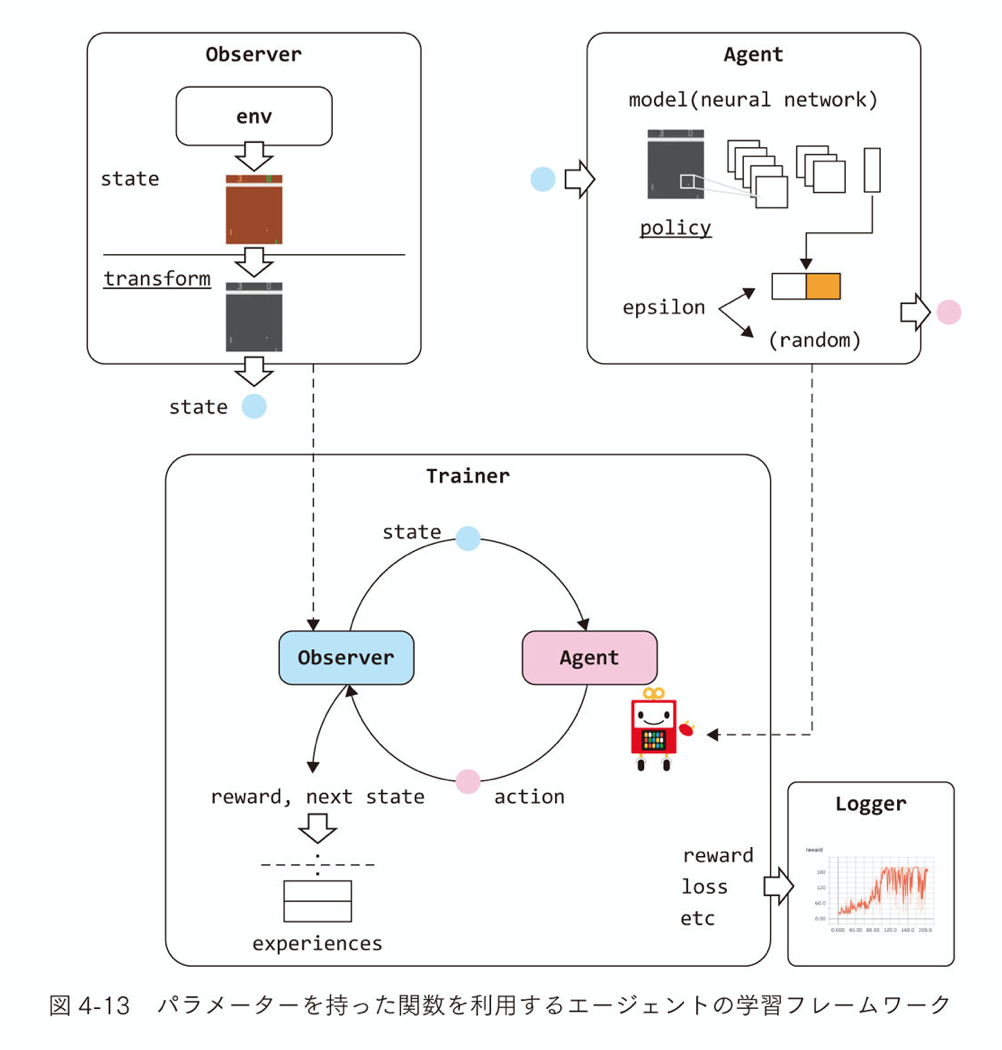 Observer
env
state
transform
state
Agent
model(neural network)
policy
epsilon
(random)
Trainer
state
Observer
Agent
reward, next state
action
experiences
reward
loss
etc
Logger
reward
180
120
60.0
0.00
0.000 40.00 80.00 120.0 160.0 200.0
図 4-13 パラメーターを持った関数を利用するエージェントの学習フレームワーク